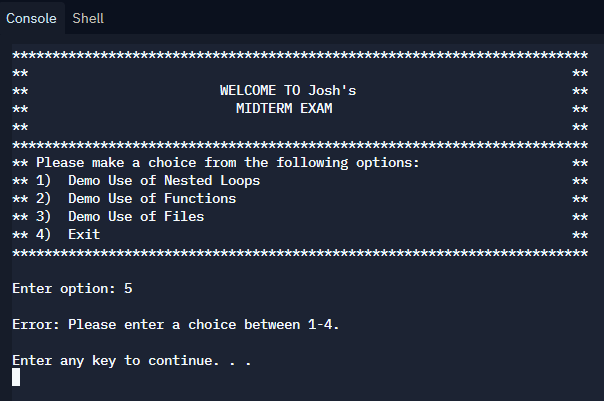 Console Shell
************************************************************************
** **
** WELCOME TO Josh's **
** MIDTERM EXAM **
** **
************************************************************************
** Please make a choice from the following options: **
** 1) Demo Use of Nested Loops **
** 2) Demo Use of Functions **
** 3) Demo Use of Files **
** 4) Exit **
************************************************************************
Enter option: 5
Error: Please enter a choice between 1-4.
Enter any key to continue. . .